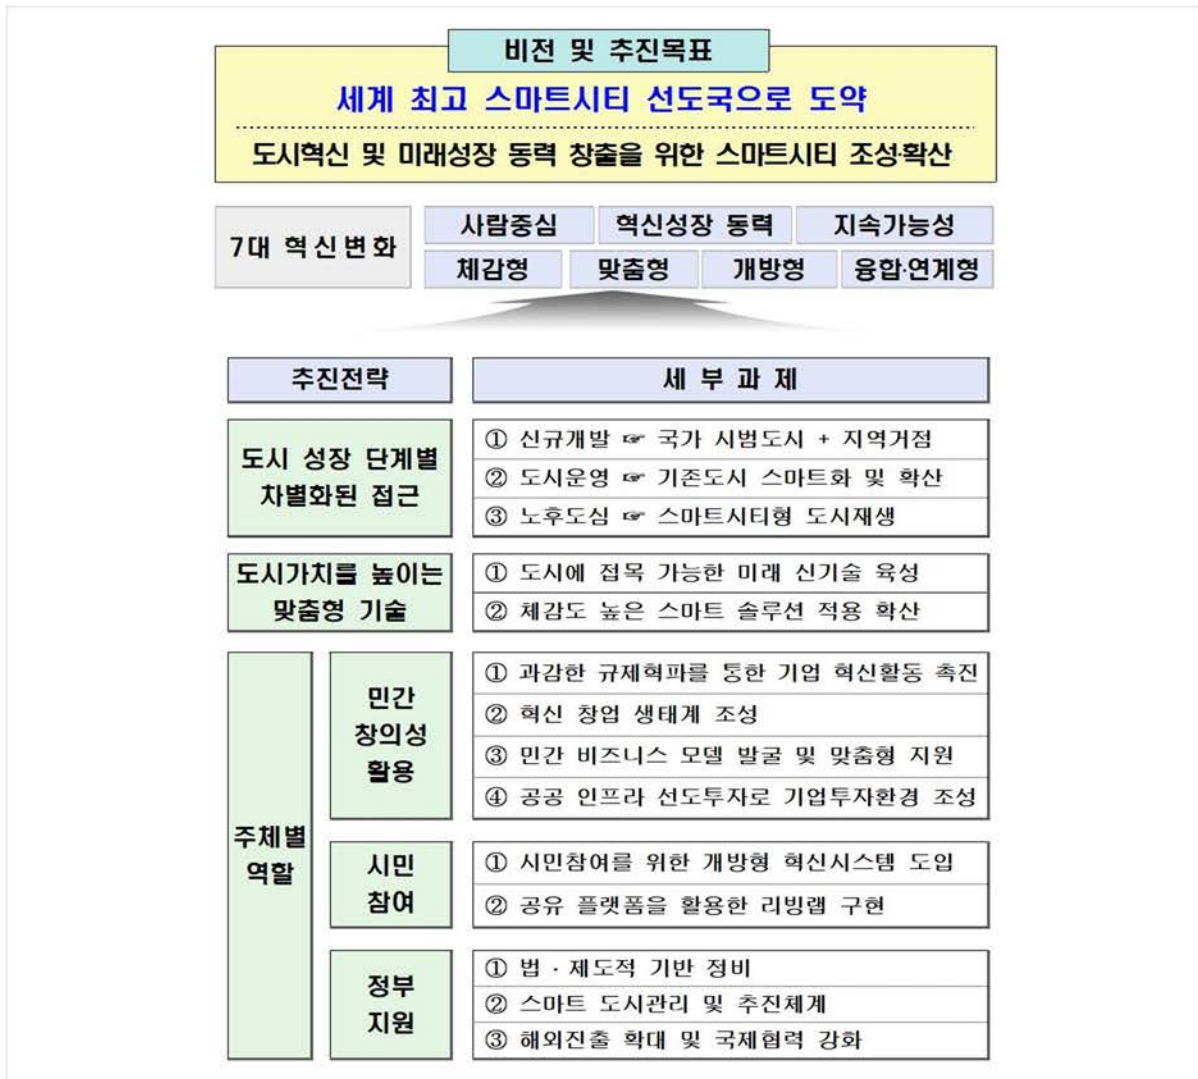 비전 및 추진목표
세계 최고 스마트시티 선도국으로 도약
도시혁신 및 미래성장 동력 창출을 위한 스마트시티 조성·확산
7대 혁신변화
사람중심
혁신성장 동력
지속가능성
체감형
맞춤형
개방형
융합·연계형
추진전략
세부과제
도시 성장 단계별
차별화된 접근
① 신규개발 ☞ 국가 시범도시 + 지역거점
② 도시운영 ☞ 기존도시 스마트화 및 확산
③ 노후도심 ☞ 스마트시티형 도시재생
도시가치를 높이는
맞춤형 기술
① 도시에 접목 가능한 미래 신기술 육성
② 체감도 높은 스마트 솔루션 적용 확산
주체별
역할
민간
창의성
활용
① 과감한 규제혁파를 통한 기업 혁신활동 촉진
② 혁신 창업 생태계 조성
③ 민간 비즈니스 모델 발굴 및 맞춤형 지원
④ 공공 인프라 선도투자로 기업투자환경 조성
시민
참여
① 시민참여를 위한 개방형 혁신시스템 도입
② 공유 플랫폼을 활용한 리빙랩 구현
정부
지원
① 법·제도적 기반 정비
② 스마트 도시관리 및 추진체계
③ 해외진출 확대 및 국제협력 강화